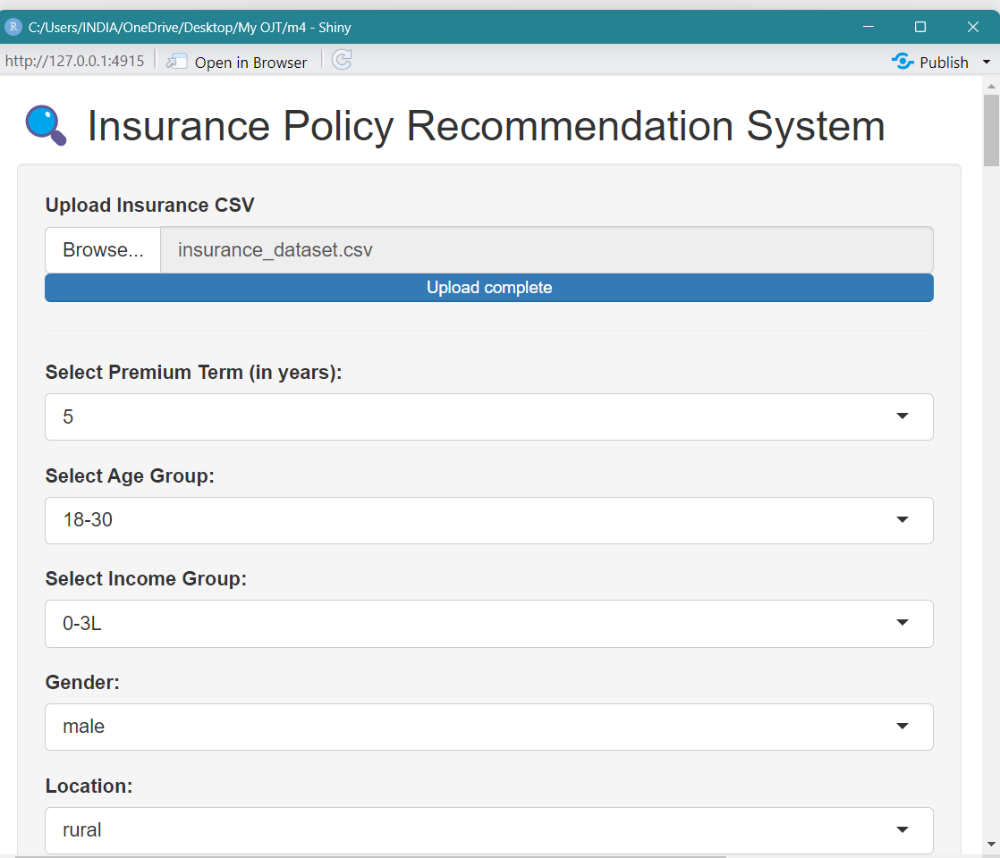 R C:/Users/INDIA/OneDrive/Desktop/My OJT/m4 - Shiny
http://127.0.0.1:4915 Open in Browser Publish
Insurance Policy Recommendation System
Upload Insurance CSV
Browse... insurance_dataset.csv
Upload complete
Select Premium Term (in years):
5
Select Age Group:
18-30
Select Income Group:
0-3L
Gender:
male
Location:
rural